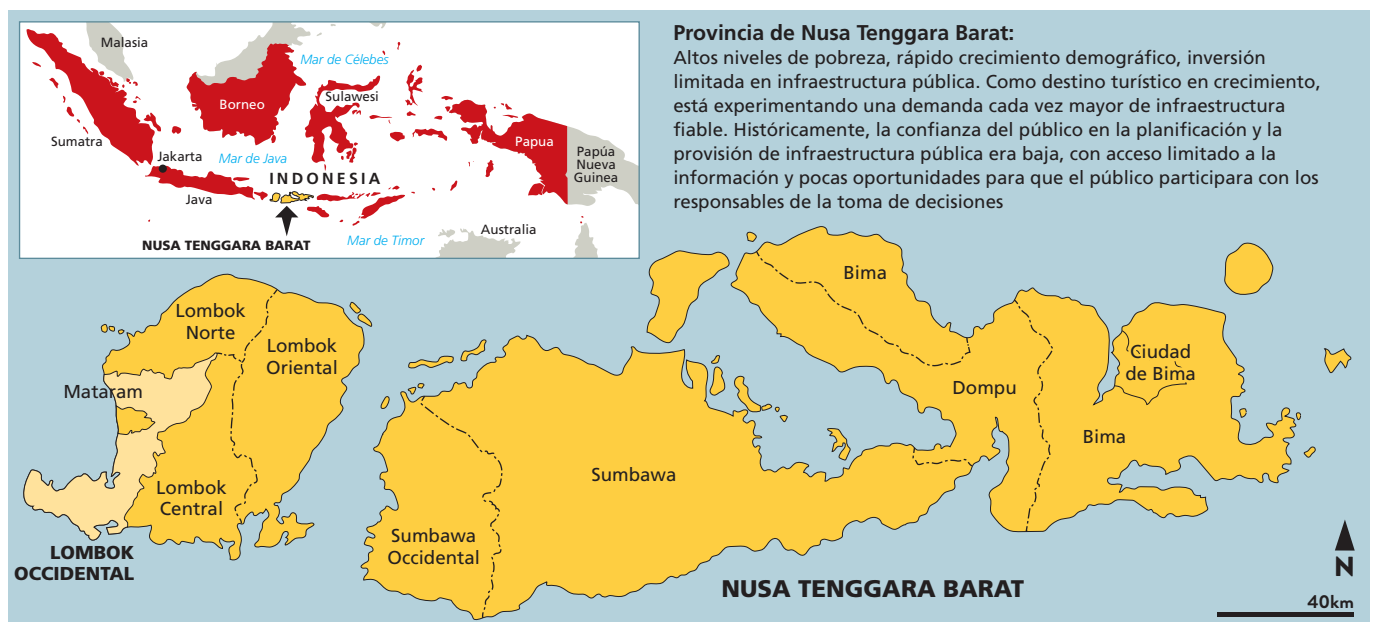 Provincia de Nusa Tenggara Barat:
Altos niveles de pobreza, rápido crecimiento demográfico, inversión
limitada en infraestructura pública. Como destino turístico en crecimiento,
está experimentando una demanda cada vez mayor de infraestructura
fiable. Históricamente, la confianza del público en la planificación y la
provisión de infraestructura pública era baja, con acceso limitado a la
información y pocas oportunidades para que el público participara con los
responsables de la toma de decisiones
Malasia
Mar de Célebes
Borneo
Sulawesi
Sumatra
Jakarta
Mar de Java
Papua
Papúa
Nueva
Guinea
INDONESIA
Java
NUSA TENGGARA BARAT
Mar de Timor
Australia
Lombok
Norte
Lombok
Oriental
Mataram
Lombok
Central
LOMBOK
OCCIDENTAL
Sumbawa
Occidental
Sumbawa
Bima
Dompu
Ciudad
de Bima
Bima
NUSA TENGGARA BARAT
N
40km